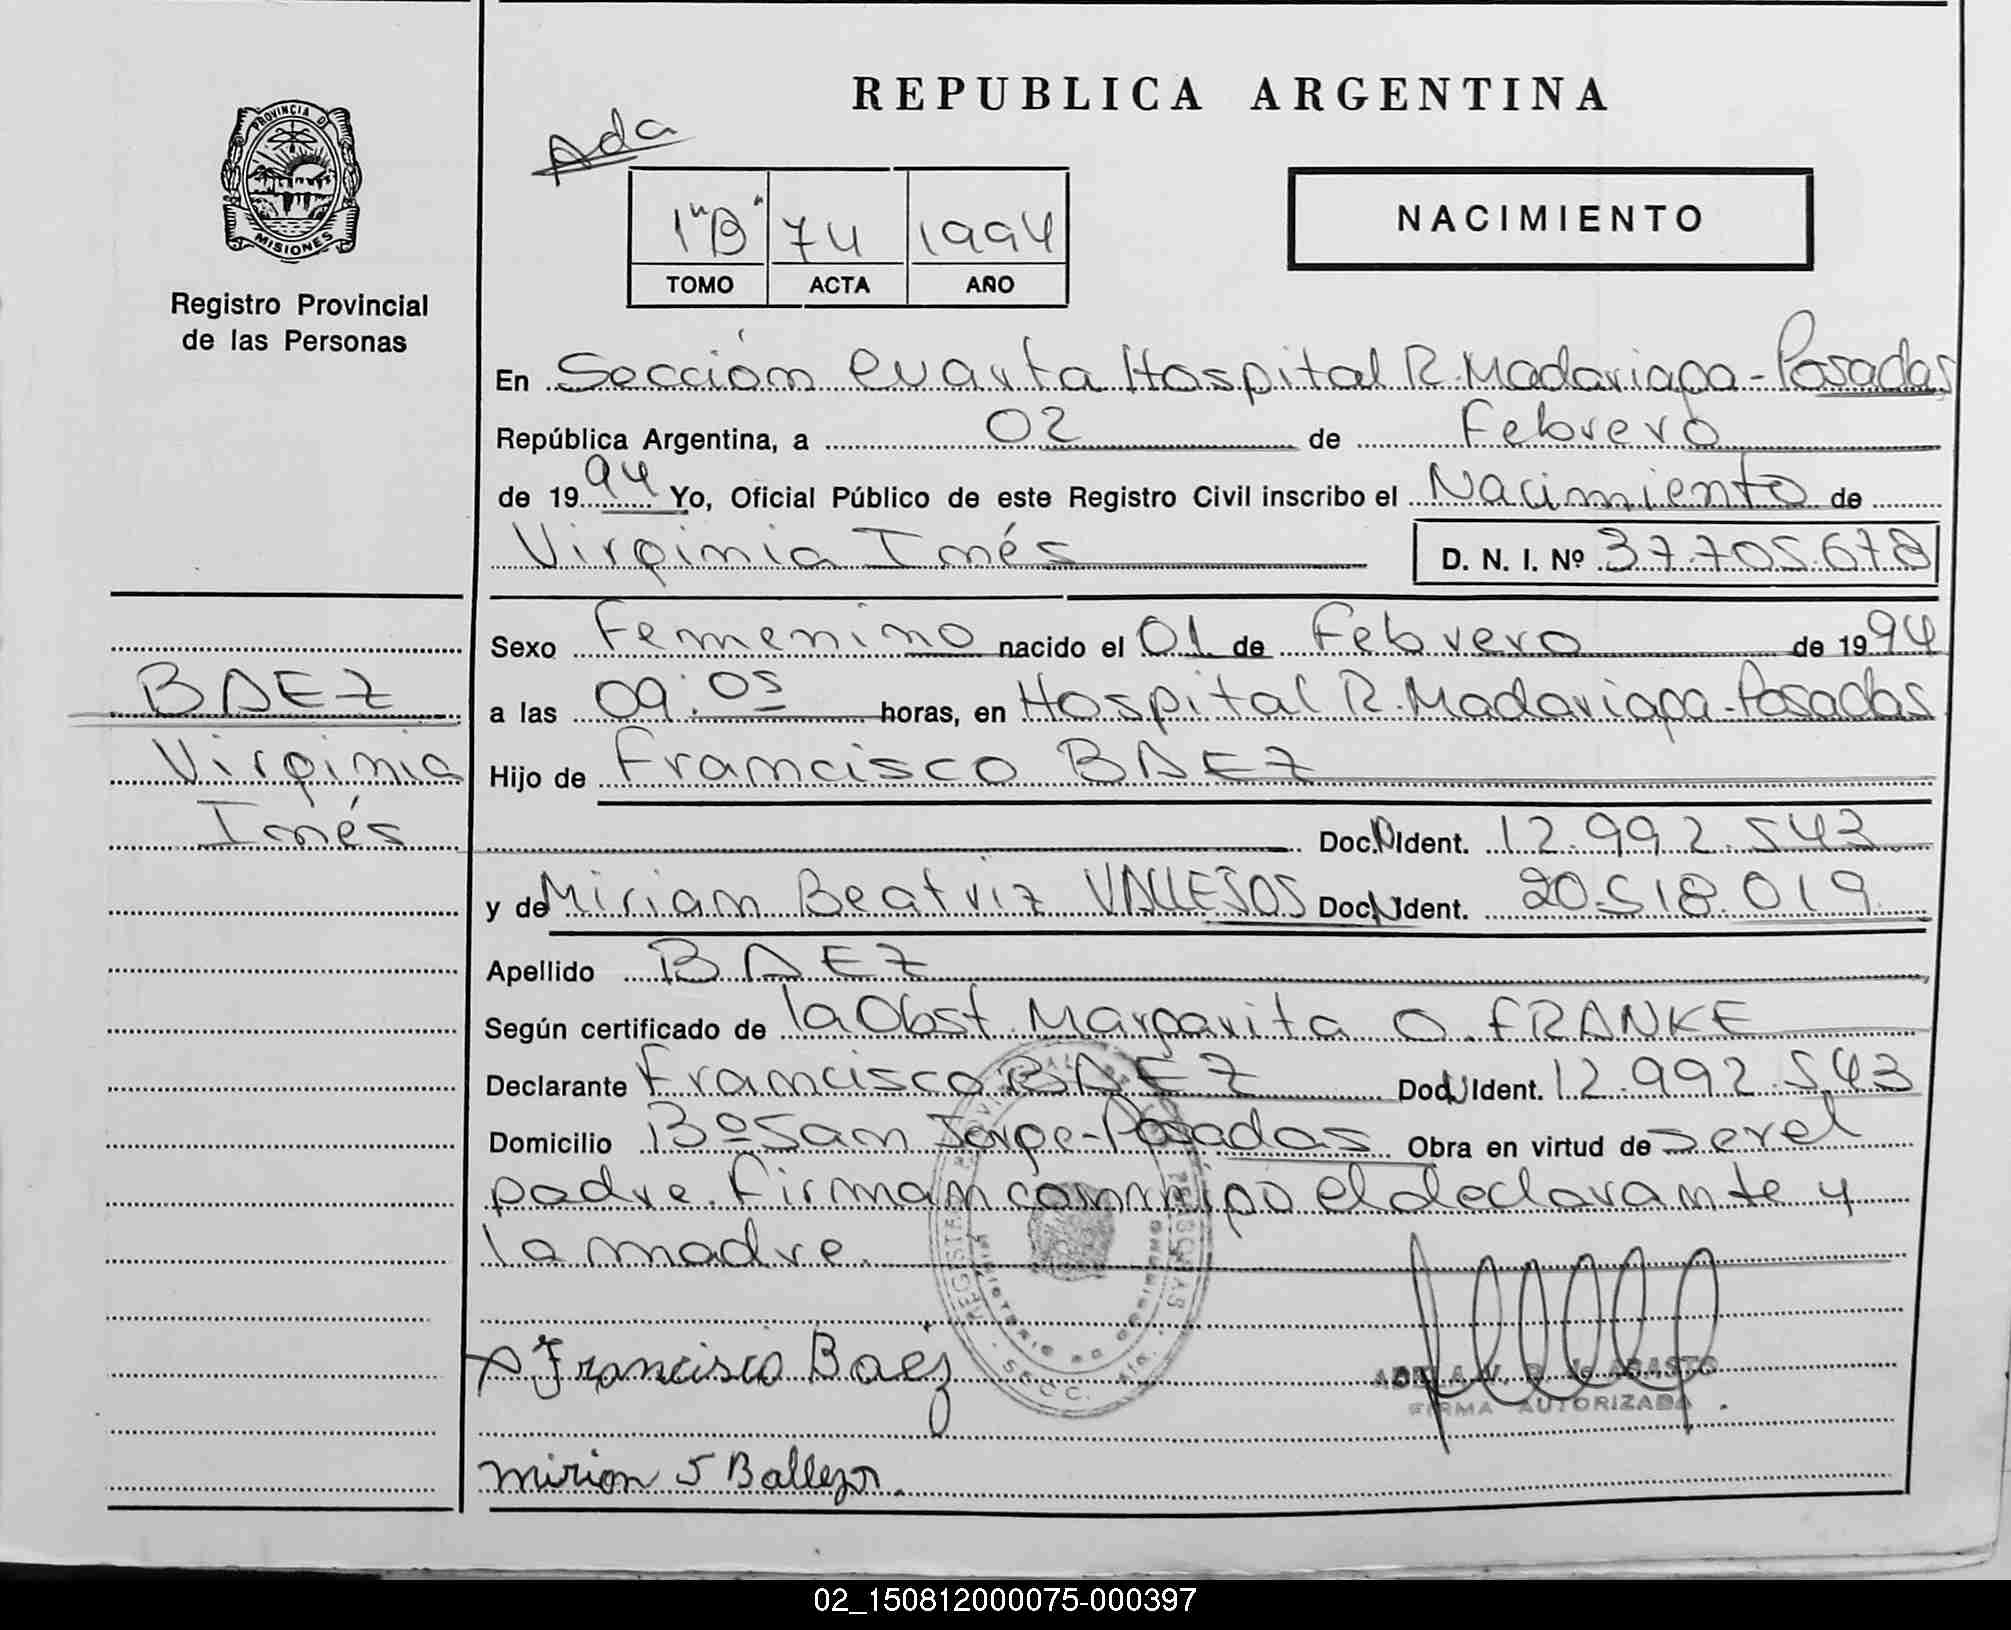 REPUBLICA ARGENTINA
Ada
PROVINCIA DE
MISIONES
Registro Provincial
de las Personas
1"B" 74 1994
TOMO ACTA AÑO
NACIMIENTO
En Sección Cuarta Hospital R. Madariaga - Posadas
República Argentina, a 02 de Febrero
de 1994 Yo, Oficial Público de este Registro Civil inscribo el Nacimiento de
Virginia Inés D. N. I. Nº 37.705.678
Sexo Femenino nacido el 01 de Febrero de 1994
a las 09:05 horas, en Hospital R. Madariaga - Posadas
Hijo de Francisco BAEZ
Doc. N Ident. 12.992.543
y de Miriam Beatriz VALLEJOS Doc. N Ident. 20.518.019
Apellido BAEZ
Según certificado de la Obst. Margarita O. FRANKE
Declarante Francisco BAEZ Doc. N Ident. 12.992.543
Domicilio Bº San Jorge - Posadas Obra en virtud de ser el
padre. Firman conmigo el declarante y
la madre.
BAEZ
Virginia
Inés
Francisco Baez
FIRMA AUTORIZADA
Mirion J Ballejo.
02_150812000075-000397